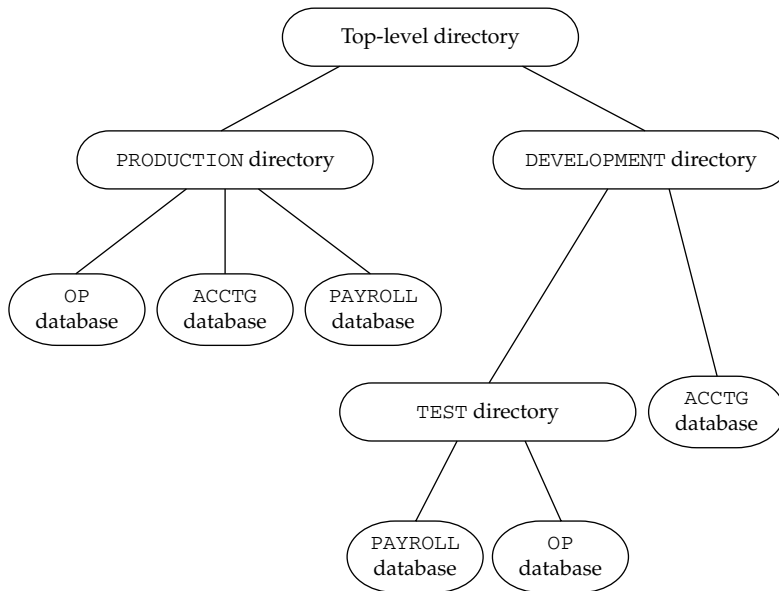 Top-level directory
PRODUCTION directory
DEVELOPMENT directory
OP
database
ACCTG
database
PAYROLL
database
TEST directory
ACCTG
database
PAYROLL
database
OP
database